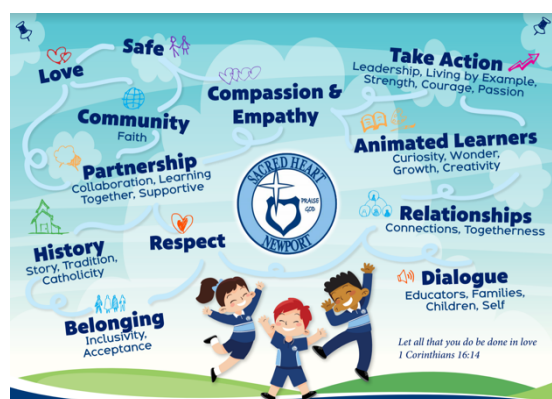 Love
Safe
Compassion &
Empathy
Take Action
Leadership, Living by Example,
Strength, Courage, Passion
Community
Faith
Animated Learners
Curiosity, Wonder,
Growth, Creativity
Partnership
Collaboration, Learning
Together, Supportive
SACRED HEART
PRAISE
GOD
NEWPORT
Relationships
Connections, Togetherness
History
Story, Tradition,
Catholicity
Respect
Dialogue
Educators, Families,
Children, Self
Belonging
Inclusivity,
Acceptance
Let all that you do be done in love
1 Corinthians 16:14